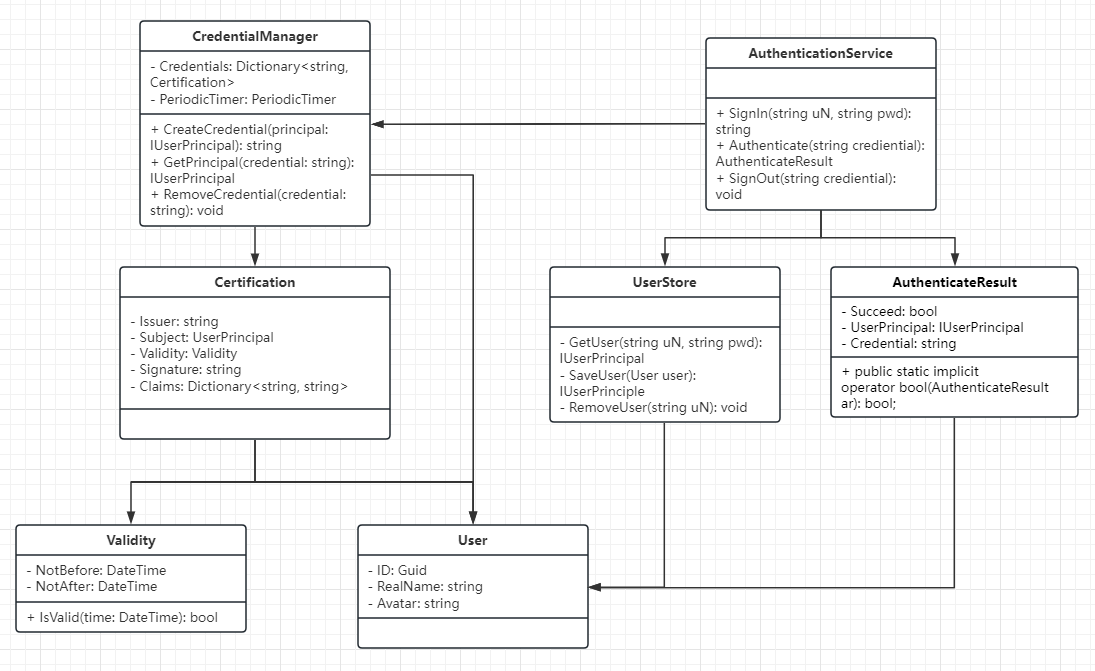 CredentialManager
- Credentials: Dictionary<string,
Certification>
- PeriodicTimer: PeriodicTimer
+ CreateCredential(principal:
IUserPrincipal): string
+ GetPrincipal(credential: string):
IUserPrincipal
+ RemoveCredential(credential:
string): void
AuthenticationService
+ SignIn(string uN, string pwd):
string
+ Authenticate(string crediential):
AuthenticateResult
+ SignOut(string crediential):
void
Certification
- Issuer: string
- Subject: UserPrincipal
- Validity: Validity
- Signature: string
- Claims: Dictionary<string, string>
UserStore
- GetUser(string uN, string pwd):
IUserPrincipal
- SaveUser(User user):
IUserPrinciple
- RemoveUser(string uN): void
AuthenticateResult
- Succeed: bool
- UserPrincipal: IUserPrincipal
- Credential: string
+ public static implicit
operator bool(AuthenticateResult
ar): bool;
Validity
- NotBefore: DateTime
- NotAfter: DateTime
+ IsValid(time: DateTime): bool
User
- ID: Guid
- RealName: string
- Avatar: string